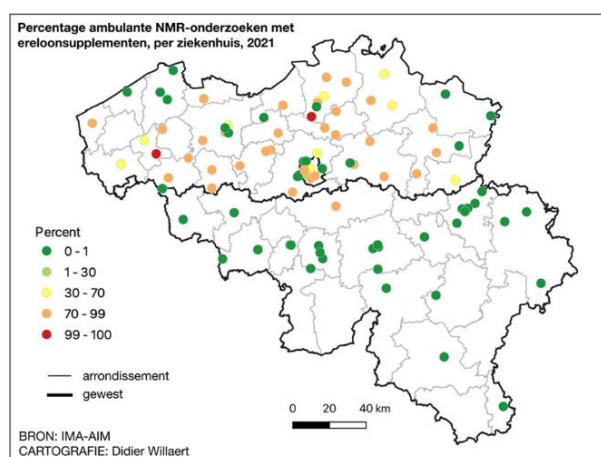 Percentage ambulante NMR-onderzoeken met
ereloonsupplementen, per ziekenhuis, 2021
Percent
0 - 1
1 - 30
30 - 70
70 - 99
99 - 100
arrondissement
gewest
0 20 40 km
BRON: IMA-AIM
CARTOGRAFIE: Didier Willaert